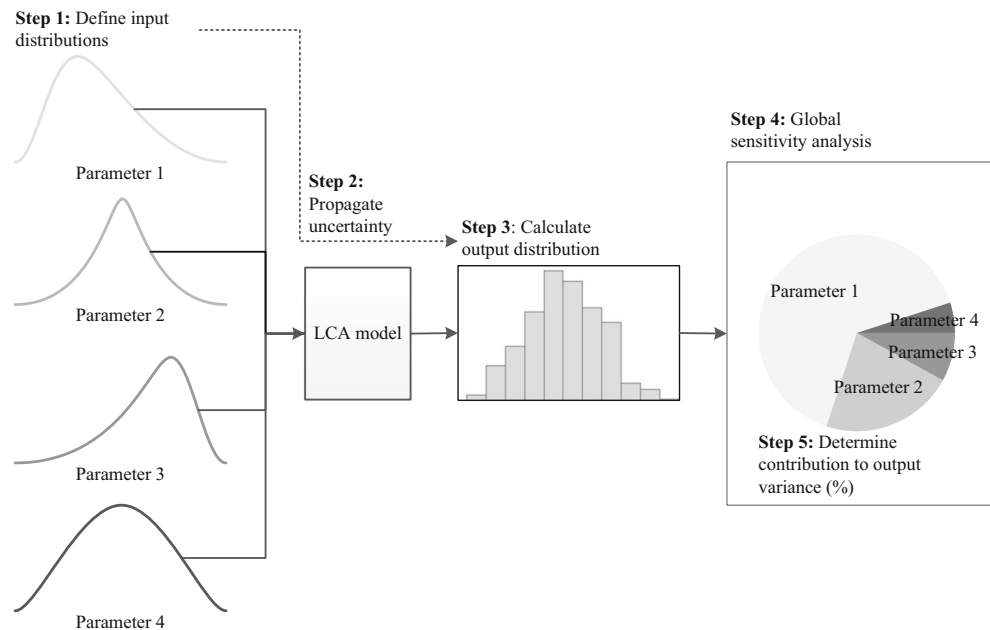 Step 1: Define input
distributions
Parameter 1
Parameter 2
Parameter 3
Parameter 4
Step 2:
Propagate
uncertainty
LCA model
Step 3: Calculate
output distribution
Step 4: Global
sensitivity analysis
Parameter 1
Parameter 4
Parameter 3
Parameter 2
Step 5: Determine
contribution to output
variance (%)